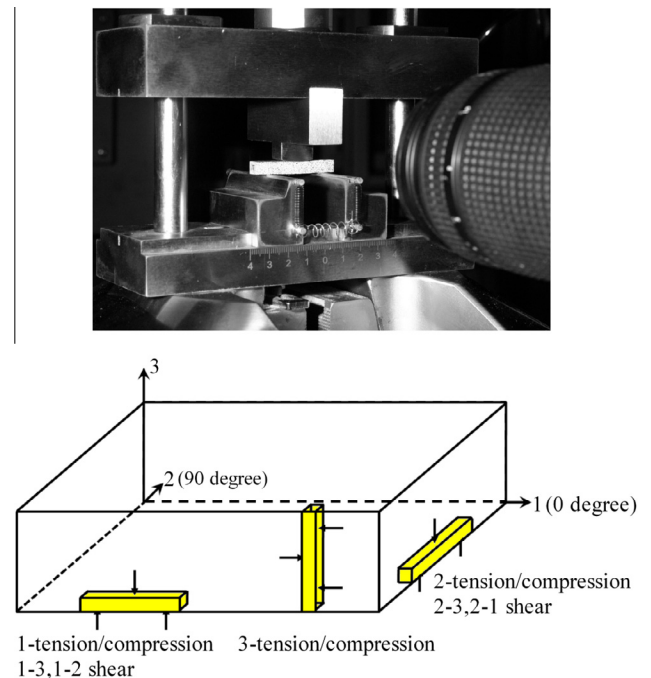 4 3 2 1 0 1 2 3
3
2 (90 degree)
1 (0 degree)
2-tension/compression
2-3,2-1 shear
1-tension/compression
1-3,1-2 shear
3-tension/compression